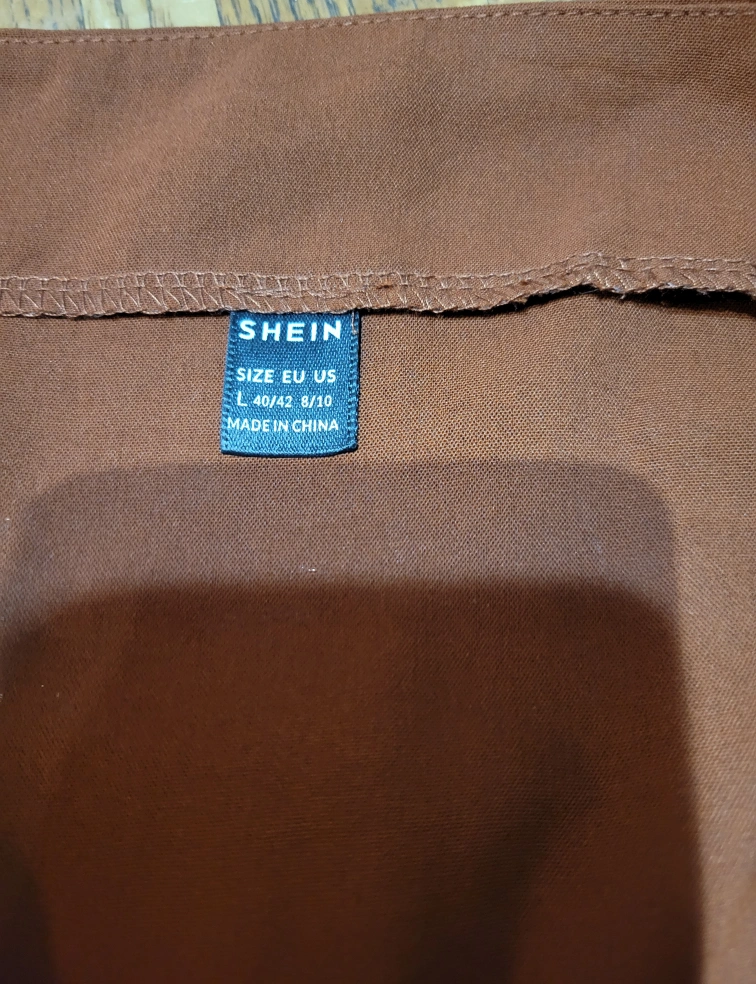 SHEIN
SIZE EU US
L 40/42 8/10
MADE IN CHINA